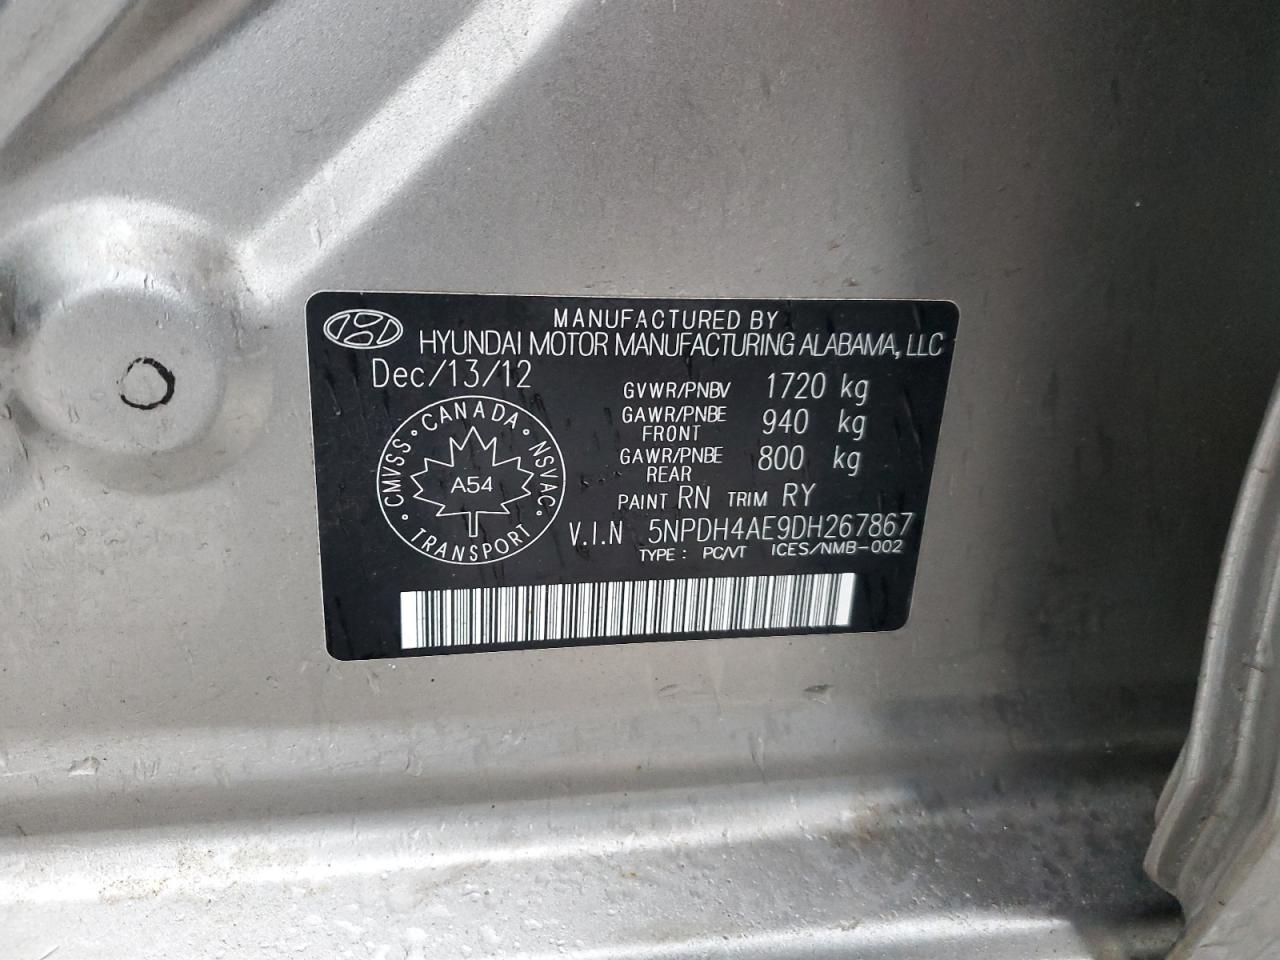 MANUFACTURED BY
HYUNDAI MOTOR MANUFACTURING ALABAMA, LLC
Dec/13/12
GVWR/PNBV 1720 kg
GAWR/PNBE FRONT 940 kg
GAWR/PNBE REAR 800 kg
PAINT RN TRIM RY
V.I.N 5NPDH4AE9DH267867
TYPE: PC/VT ICES/NMB-002
CANADA
CMVSS NSVAC
A54
TRANSPORT